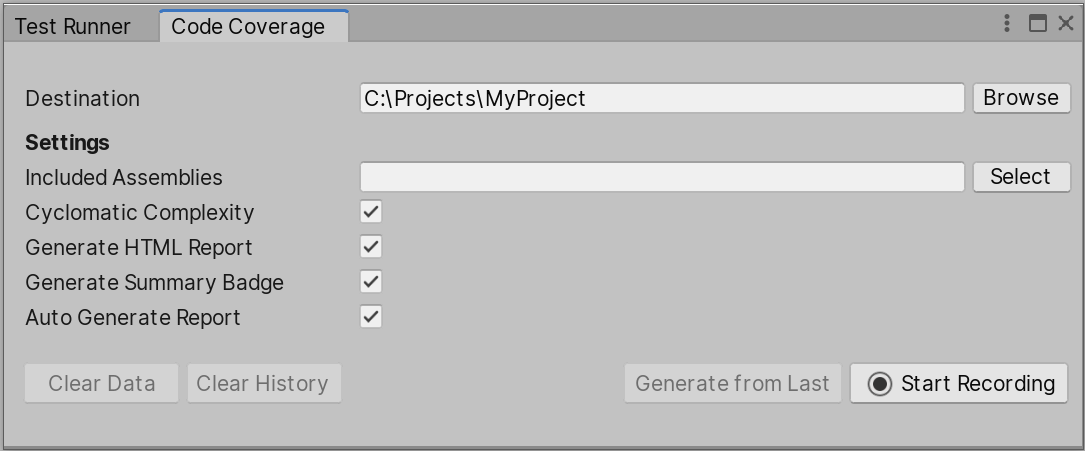 Test Runner Code Coverage
Destination C:\Projects\MyProject Browse
Settings
Included Assemblies Select
Cyclomatic Complexity
Generate HTML Report
Generate Summary Badge
Auto Generate Report
Clear Data Clear History Generate from Last Start Recording